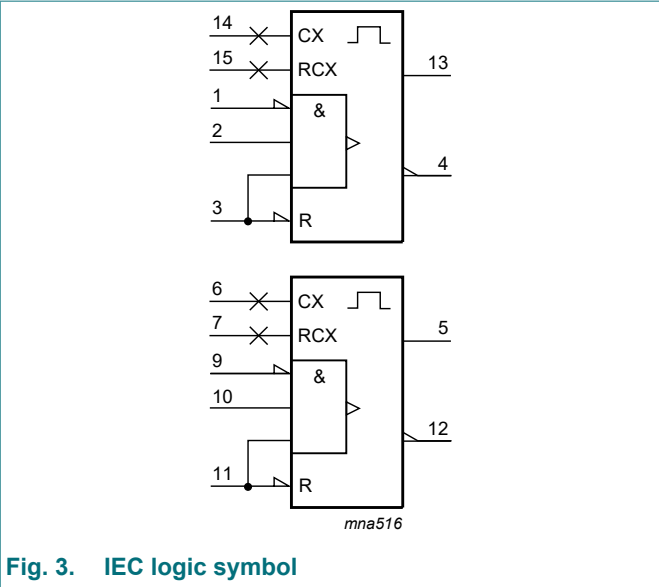 14 CX
15 RCX 13
1 &
2
4
3 R
6 CX
7 RCX 5
9 &
10
12
11 R
mna516
Fig. 3. IEC logic symbol